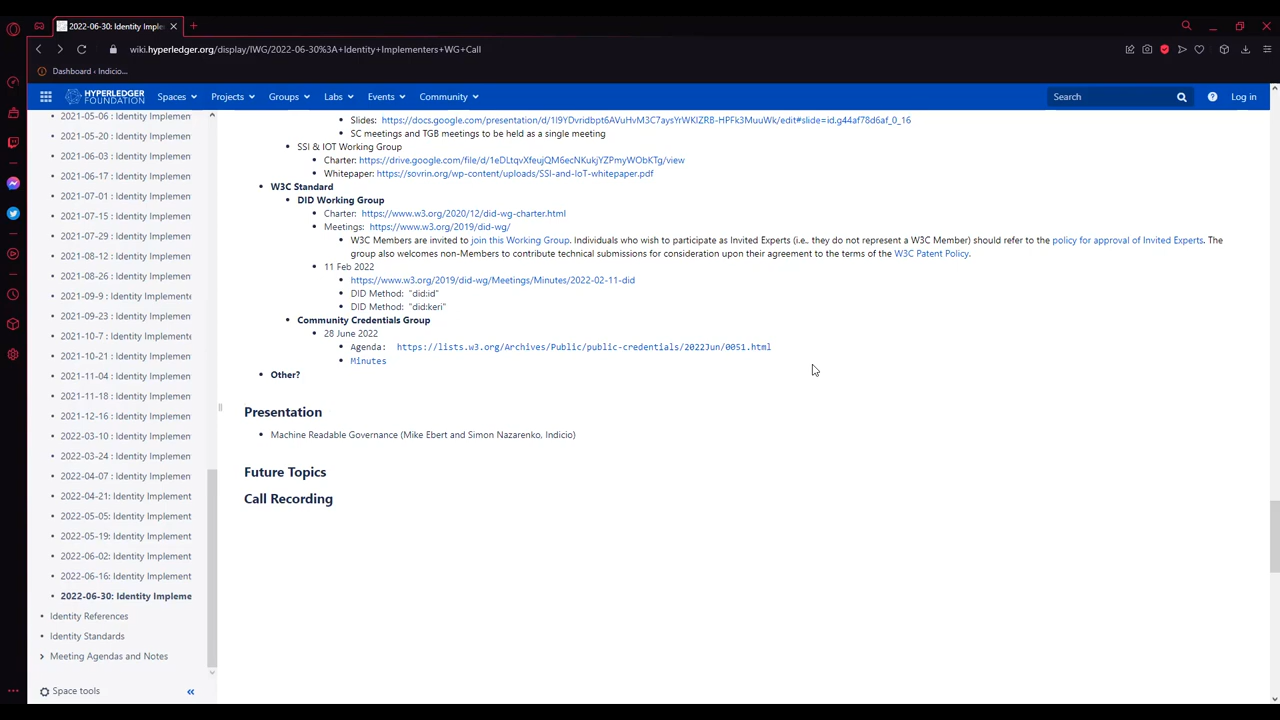 2022-06-30: Identity Imple
wiki.hyperledger.org/display/IWG/2022-06-30%3A+Identity+Implementers+WG+Call
Dashboard ‹ Indicio...
HYPERLEDGER FOUNDATION
Spaces
Projects
Groups
Labs
Events
Community
Search
Log in
2021-05-06 : Identity Implemen
2021-05-20 : Identity Implemen
2021-06-03 : Identity Implemen
2021-06-17 : Identity Implemen
2021-07-01 : Identity Implemen
2021-07-15 : Identity Implemen
2021-07-29 : Identity Implemen
2021-08-12 : Identity Implemen
2021-08-26 : Identity Implemen
2021-09-9 : Identity Implemente
2021-09-23 : Identity Implemen
2021-10-7 : Identity Implemente
2021-10-21 : Identity Implemen
2021-11-04 : Identity Implemen
2021-11-18 : Identity Implemen
2021-12-16 : Identity Implemen
2022-03-10 : Identity Implemen
2022-03-24 : Identity Implemen
2022-04-07 : Identity Implemen
2022-04-21: Identity Implement
2022-05-05: Identity Implement
2022-05-19: Identity Implement
2022-06-02: Identity Implement
2022-06-16: Identity Implement
2022-06-30: Identity Impleme
Identity References
Identity Standards
Meeting Agendas and Notes
Space tools
Slides: https://docs.google.com/presentation/d/1I9YDvridbpt6AVuHvM3C7aysYrWKlZRB-HPFk3MuuWk/edit#slide=id.g44af78d6af_0_16
SC meetings and TGB meetings to be held as a single meeting
SSI & IOT Working Group
Charter: https://drive.google.com/file/d/1eDLtqvXfeujQM6ecNKukjYZPmyWObKTg/view
Whitepaper: https://sovrin.org/wp-content/uploads/SSI-and-IoT-whitepaper.pdf
W3C Standard
DID Working Group
Charter: https://www.w3.org/2020/12/did-wg-charter.html
Meetings: https://www.w3.org/2019/did-wg/
W3C Members are invited to join this Working Group. Individuals who wish to participate as Invited Experts (i.e., they do not represent a W3C Member) should refer to the policy for approval of Invited Experts. The
group also welcomes non-Members to contribute technical submissions for consideration upon their agreement to the terms of the W3C Patent Policy.
11 Feb 2022
https://www.w3.org/2019/did-wg/Meetings/Minutes/2022-02-11-did
DID Method: "did:id"
DID Method: "did:keri"
Community Credentials Group
28 June 2022
Agenda: https://lists.w3.org/Archives/Public/public-credentials/2022Jun/0051.html
Minutes
Other?
Presentation
Machine Readable Governance (Mike Ebert and Simon Nazarenko, Indicio)
Future Topics
Call Recording